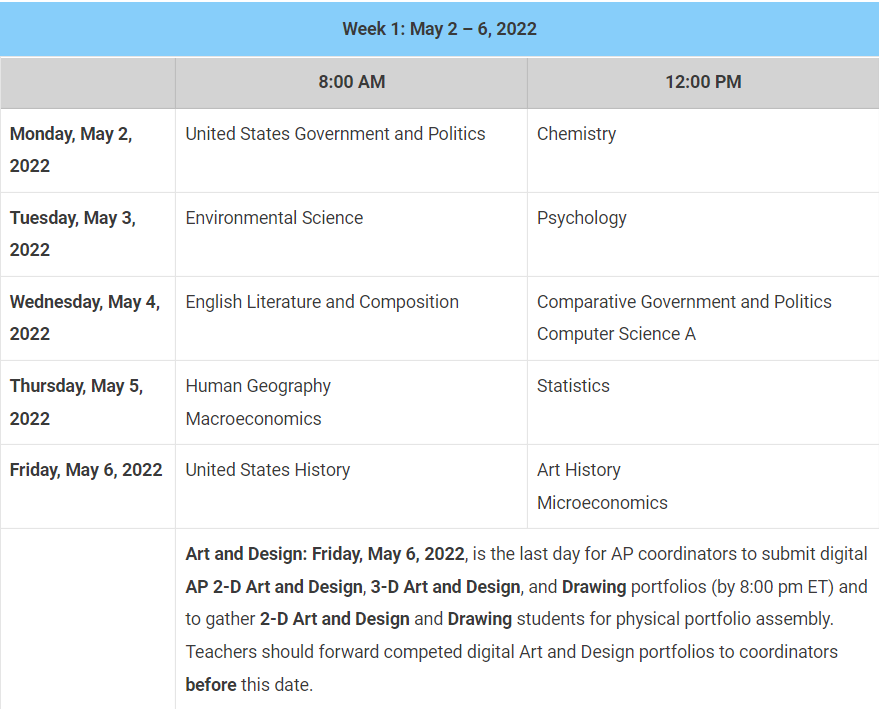 Week 1: May 2 – 6, 2022
8:00 AM
12:00 PM
Monday, May 2,
2022
United States Government and Politics
Chemistry
Tuesday, May 3,
2022
Environmental Science
Psychology
Wednesday, May 4,
2022
English Literature and Composition
Comparative Government and Politics
Computer Science A
Thursday, May 5,
2022
Human Geography
Macroeconomics
Statistics
Friday, May 6, 2022
United States History
Art History
Microeconomics
Art and Design: Friday, May 6, 2022, is the last day for AP coordinators to submit digital
AP 2-D Art and Design, 3-D Art and Design, and Drawing portfolios (by 8:00 pm ET) and
to gather 2-D Art and Design and Drawing students for physical portfolio assembly.
Teachers should forward competed digital Art and Design portfolios to coordinators
before this date.